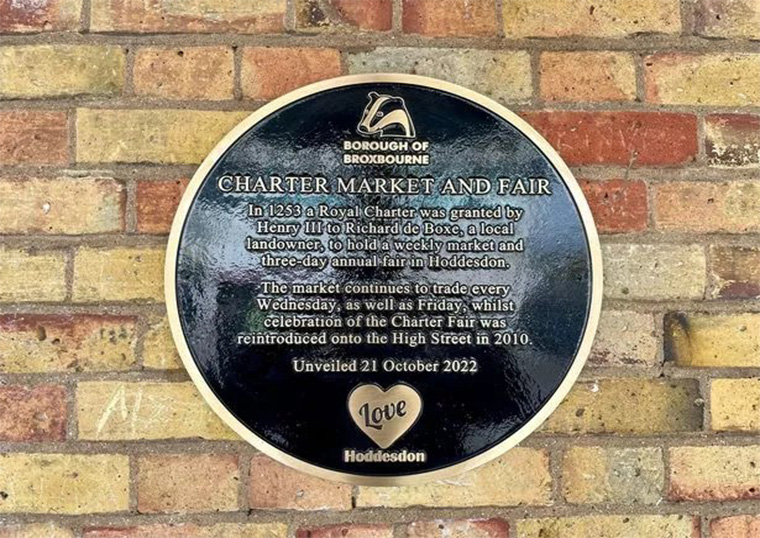 BOROUGH OF
BROXBOURNE
CHARTER MARKET AND FAIR
In 1253 a Royal Charter was granted by
Henry III to Richard de Boxe, a local
landowner, to hold a weekly market and
three-day annual fair in Hoddesdon.
The market continues to trade every
Wednesday, as well as Friday, whilst
celebration of the Charter Fair was
reintroduced onto the High Street in 2010.
Unveiled 21 October 2022
Love
Hoddesdon